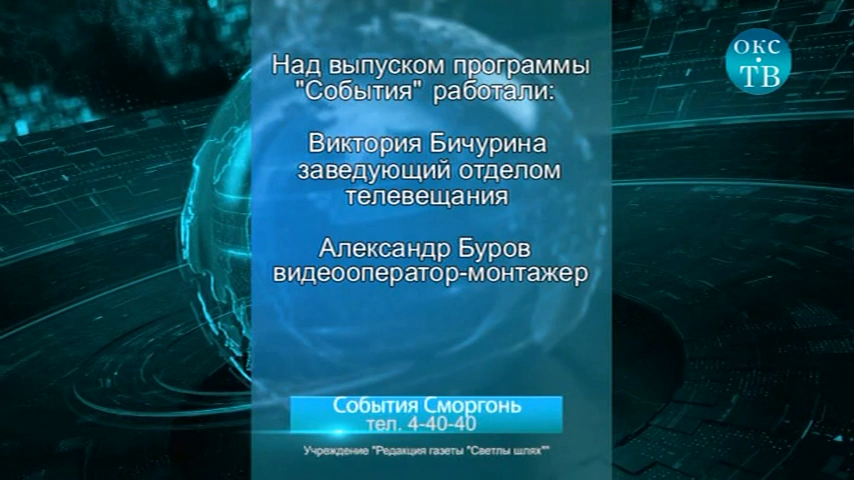 Над выпуском программы
"События" работали:
Виктория Бичурина
заведующий отделом
телевещания
Александр Буров
видеооператор-монтажер
События Сморгонь
тел. 4-40-40
Учреждение "Редакция газеты "Светлы шлях""
ОКС
ТВ